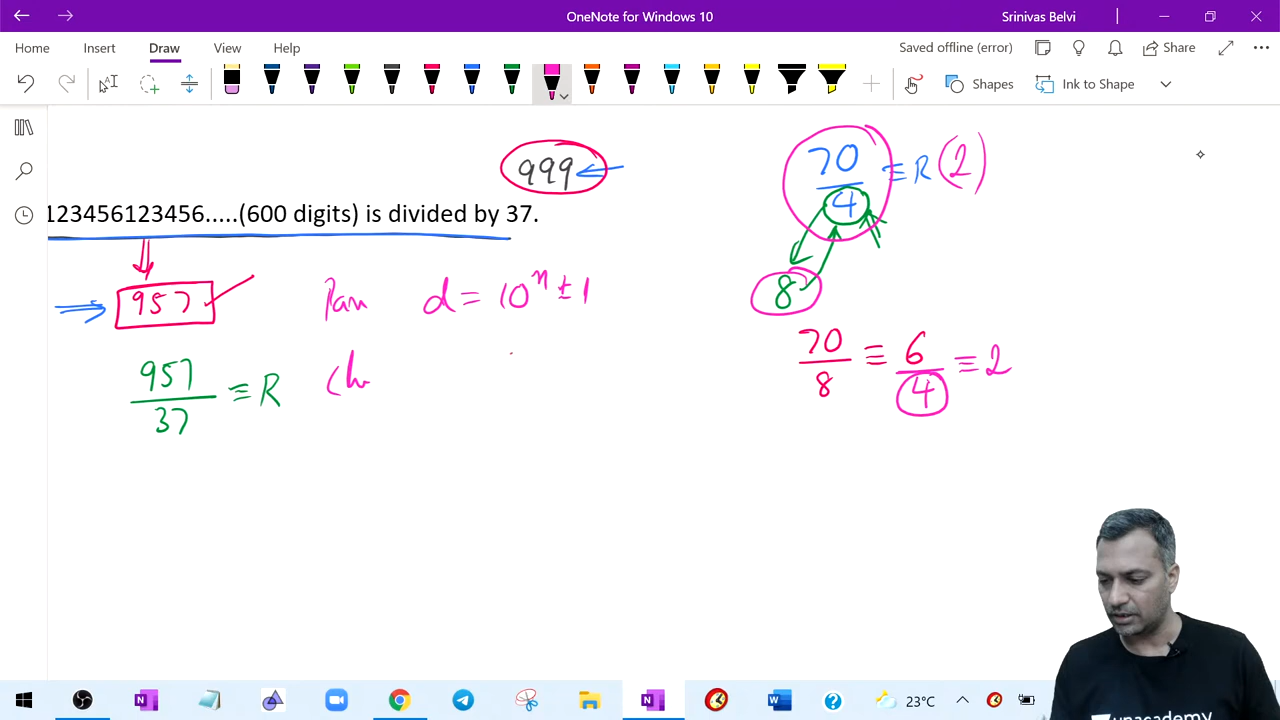 OneNote for Windows 10
Srinivas Belvi
Home Insert Draw View Help
Saved offline (error)
Share
Shapes
Ink to Shape
999
123456123456.....(600 digits) is divided by 37.
957
d = 10^n ± 1
957/37 ≡ R
70/4 ≡ R (2)
8
70/8 ≡ 6/4 ≡ 2
23°C
unacademy